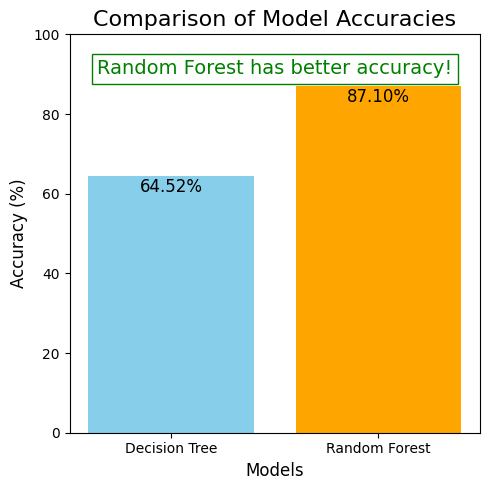 Comparison of Model Accuracies
100
Random Forest has better accuracy!
87.10%
80
64.52%
60
Accuracy (%)
40
20
0
Decision Tree
Random Forest
Models